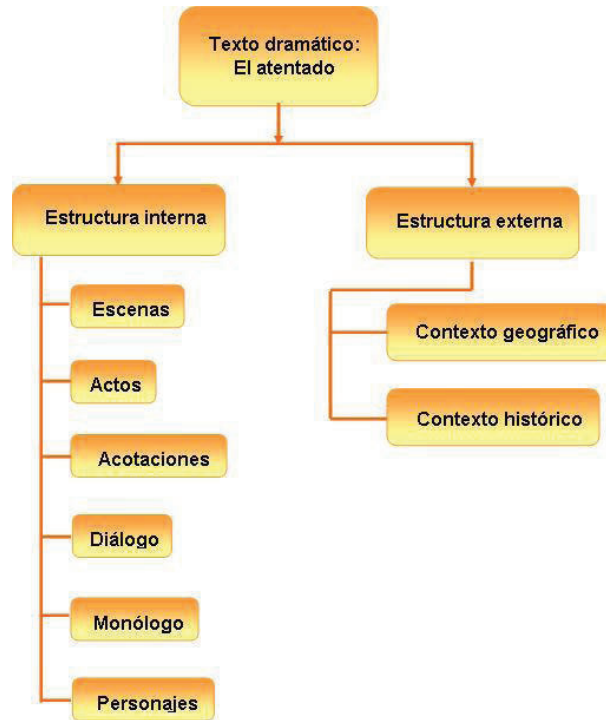 Texto dramático:
El atentado
Estructura interna
Estructura externa
Escenas
Actos
Acotaciones
Diálogo
Monólogo
Personajes
Contexto geográfico
Contexto histórico